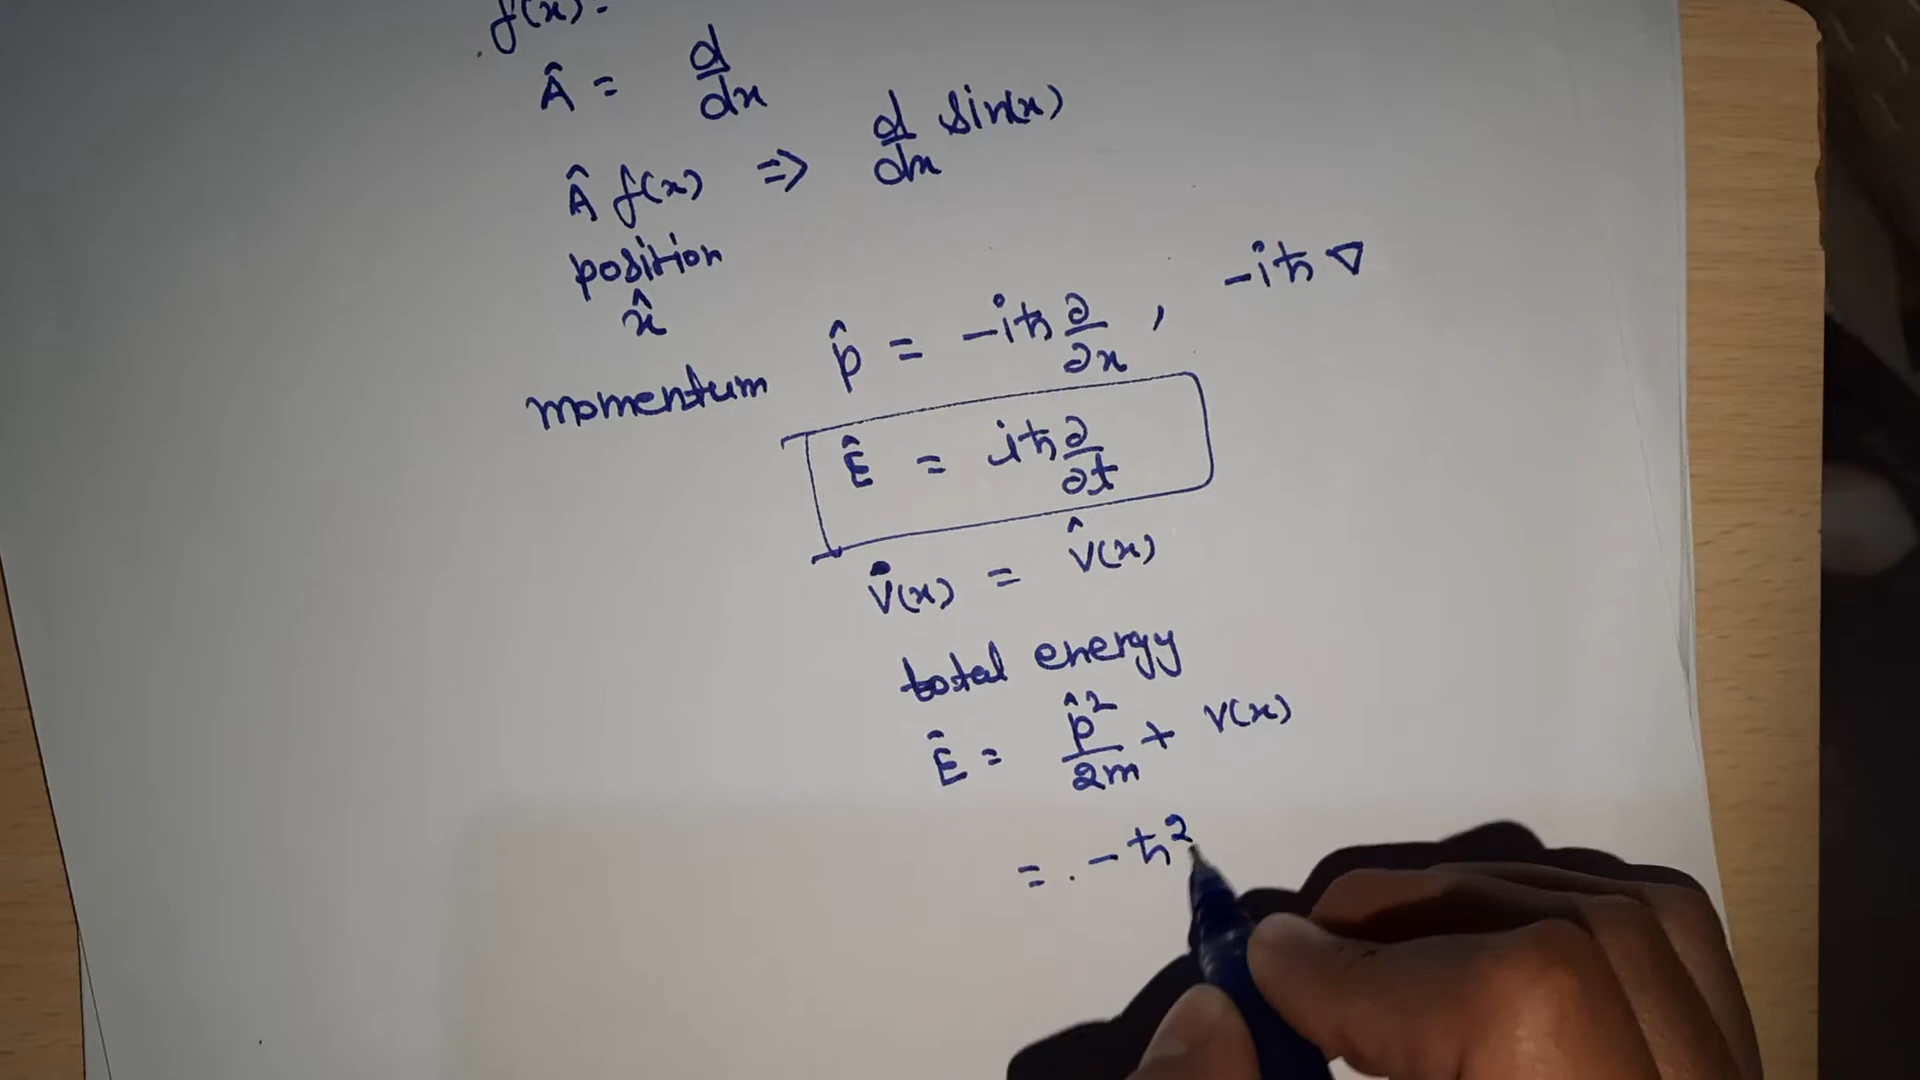 f(x) =
Â = d/dx
Â f(x) => d/dx sin(x)
position
x̂
momentum p̂ = -iħ ∂/∂x , -iħ ∇
Ê = iħ ∂/∂t
V(x) = V̂(x)
total energy
Ê = p̂²/2m + V(x)
= . - ħ²